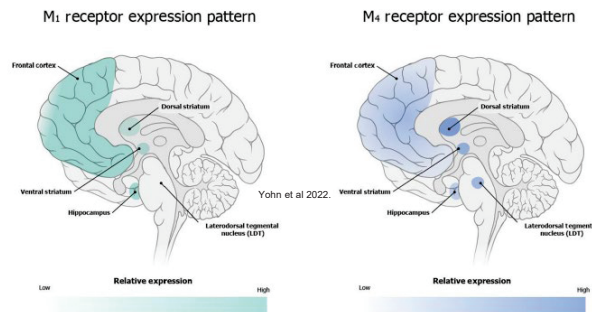 M₁ receptor expression pattern
Frontal cortex
Dorsal striatum
Ventral striatum
Hippocampus
Laterodorsal tegmental
nucleus (LDT)
Relative expression
Low
High
Yohn et al 2022.
M₄ receptor expression pattern
Frontal cortex
Dorsal striatum
Ventral striatum
Hippocampus
Laterodorsal tegmental
nucleus (LDT)
Relative expression
Low
High